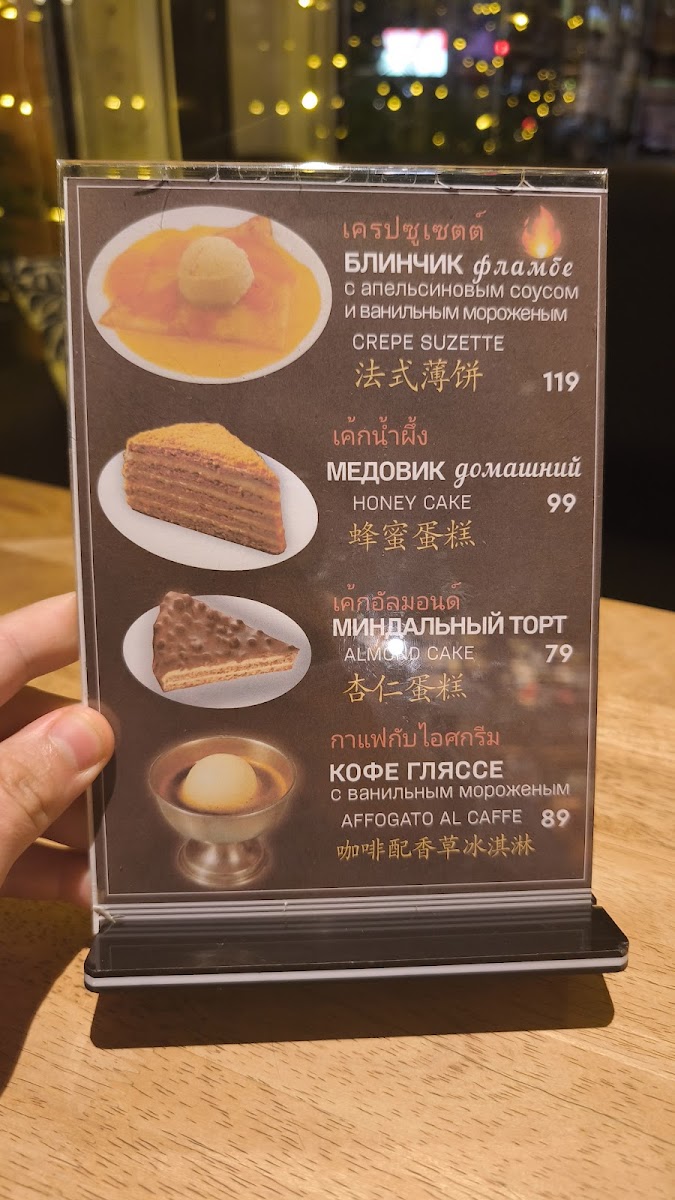 เครปซูเซตต์
БЛИНЧИК фламбе
с апельсиновым соусом
и ванильным мороженым
CREPE SUZETTE
法式薄饼 119
เค้กน้ำผึ้ง
МЕДОВИК домашний
HONEY CAKE 99
蜂蜜蛋糕
เค้กอัลมอนด์
МИНДАЛЬНЫЙ ТОРТ
ALMOND CAKE 79
杏仁蛋糕
กาแฟกับไอศกรีม
КОФЕ ГЛЯССЕ
с ванильным мороженым
AFFOGATO AL CAFFE 89
咖啡配香草冰淇淋